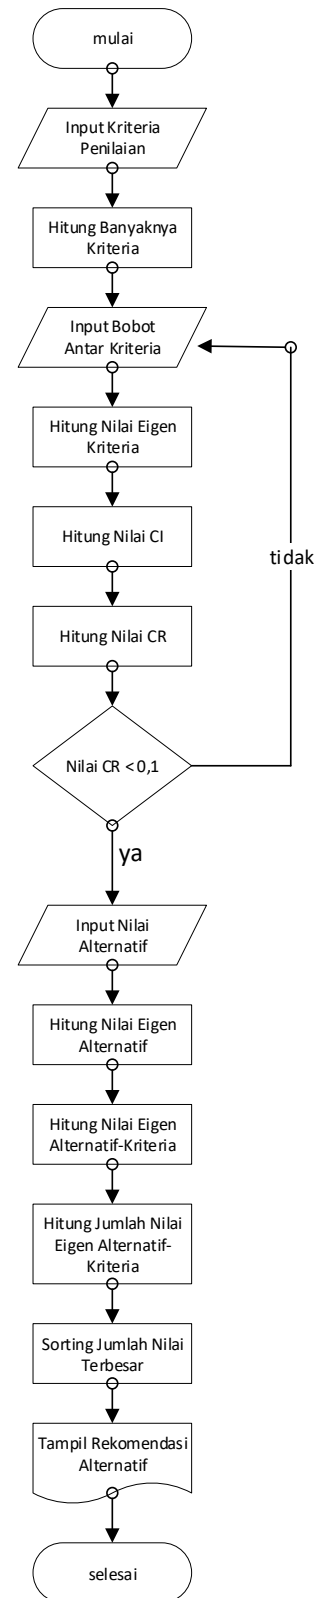 mulai
Input Kriteria
Penilaian
Hitung Banyaknya
Kriteria
Input Bobot
Antar Kriteria
Hitung Nilai Eigen
Kriteria
Hitung Nilai CI
tidak
Hitung Nilai CR
Nilai CR < 0,1
ya
Input Nilai
Alternatif
Hitung Nilai Eigen
Alternatif
Hitung Nilai Eigen
Alternatif-Kriteria
Hitung Jumlah Nilai
Eigen Alternatif-
Kriteria
Sorting Jumlah Nilai
Terbesar
Tampil Rekomendasi
Alternatif
selesai